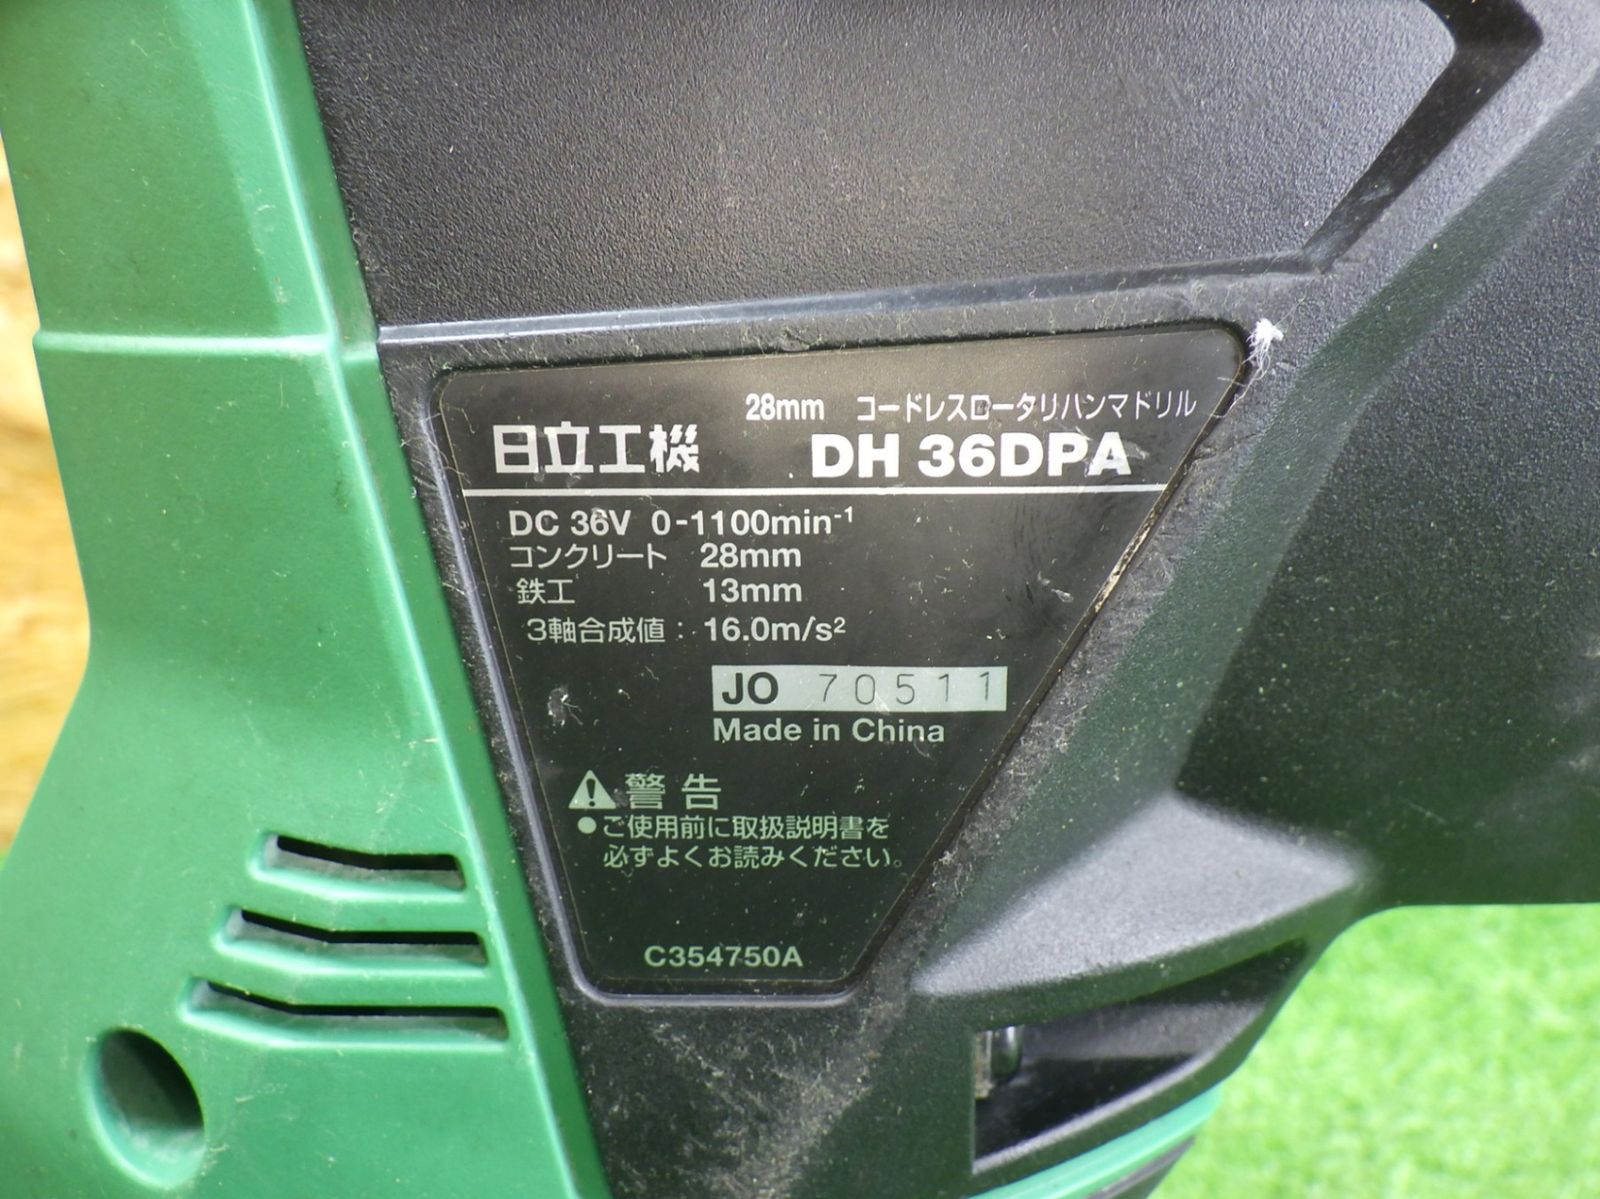 28mm コードレスロータリハンマドリル
日立工機 DH 36DPA
DC 36V 0-1100min-1
コンクリート 28mm
鉄工 13mm
3軸合成値: 16.0m/s2
JO 70511
Made in China
警告
●ご使用前に取扱説明書を
必ずよくお読みください。
C354750A